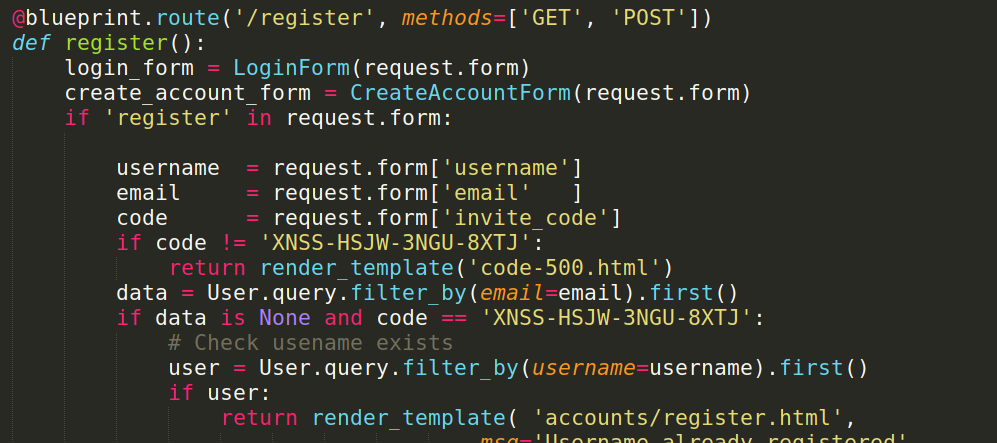 @blueprint.route('/register', methods=['GET', 'POST'])
def register():
    login_form = LoginForm(request.form)
    create_account_form = CreateAccountForm(request.form)
    if 'register' in request.form:

        username  = request.form['username']
        email     = request.form['email'   ]
        code      = request.form['invite_code']
        if code != 'XNSS-HSJW-3NGU-8XTJ':
            return render_template('code-500.html')
        data = User.query.filter_by(email=email).first()
        if data is None and code == 'XNSS-HSJW-3NGU-8XTJ':
            # Check usename exists
            user = User.query.filter_by(username=username).first()
            if user:
                return render_template( 'accounts/register.html',
                                    msg='Username already registered'